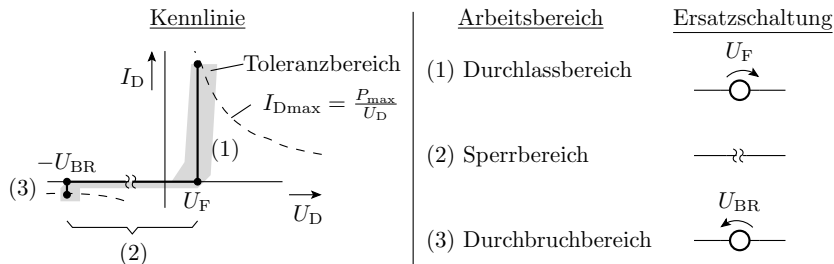 Kennlinie
Arbeitsbereich
Ersatzschaltung
I_D
Toleranzbereich
I_Dmax = P_max/U_D
(1)
−U_BR
(3)
U_F
U_D
(2)
(1) Durchlassbereich
U_F
(2) Sperrbereich
(3) Durchbruchbereich
U_BR